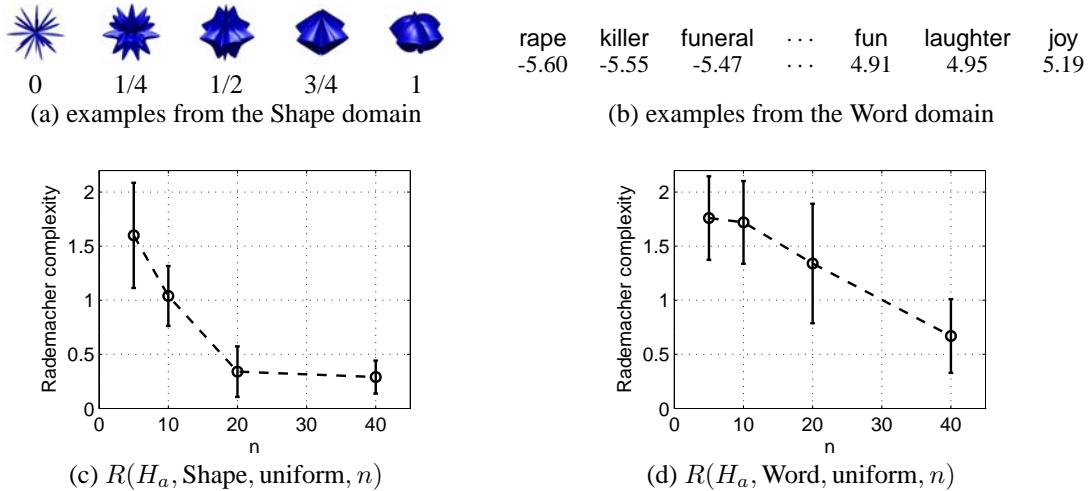 0 1/4 1/2 3/4 1
(a) examples from the Shape domain
rape killer funeral ⋯ fun laughter joy
-5.60 -5.55 -5.47 ⋯ 4.91 4.95 5.19
(b) examples from the Word domain
Rademacher complexity
2
1.5
1
0.5
0
0 10 20 30 40
n
(c) R(H_a, Shape, uniform, n)
Rademacher complexity
2
1.5
1
0.5
0
0 10 20 30 40
n
(d) R(H_a, Word, uniform, n)